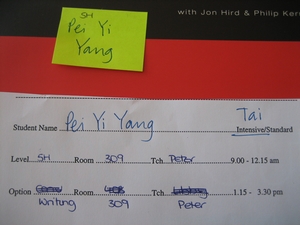 with Jon Hird & Philip Ker
SH
Pei Yi
Yang
Tai
Student Name Pei Yi Yang Intensive/Standard
Level SH Room 309 Tch Peter 9.00 - 12.15 am
Option Room Tch 1.15 - 3.30 pm
Writing 309 Peter